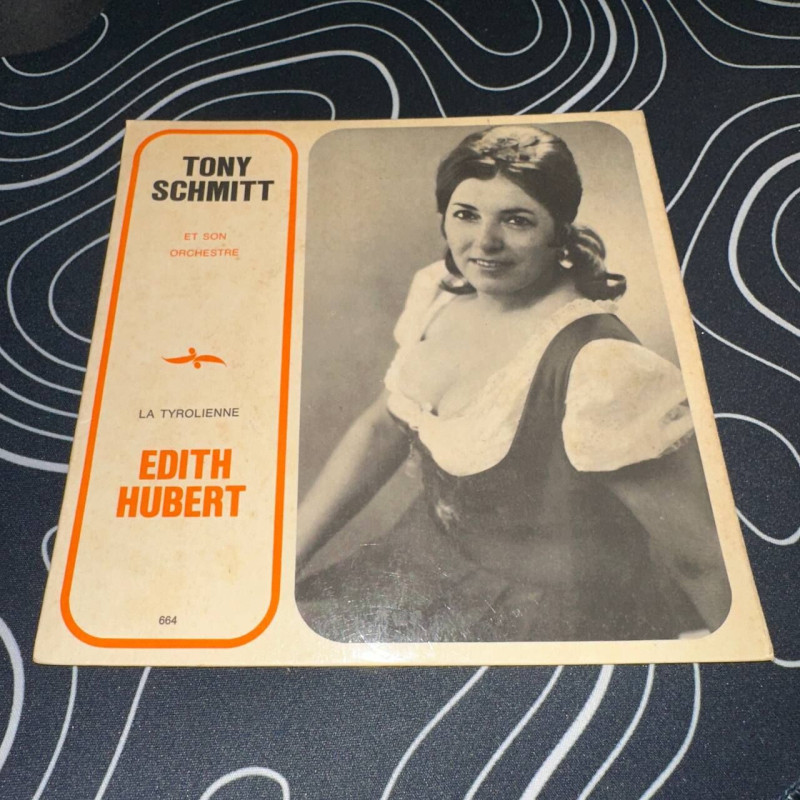 TONY
SCHMITT
ET SON
ORCHESTRE
LA TYROLIENNE
EDITH
HUBERT
664